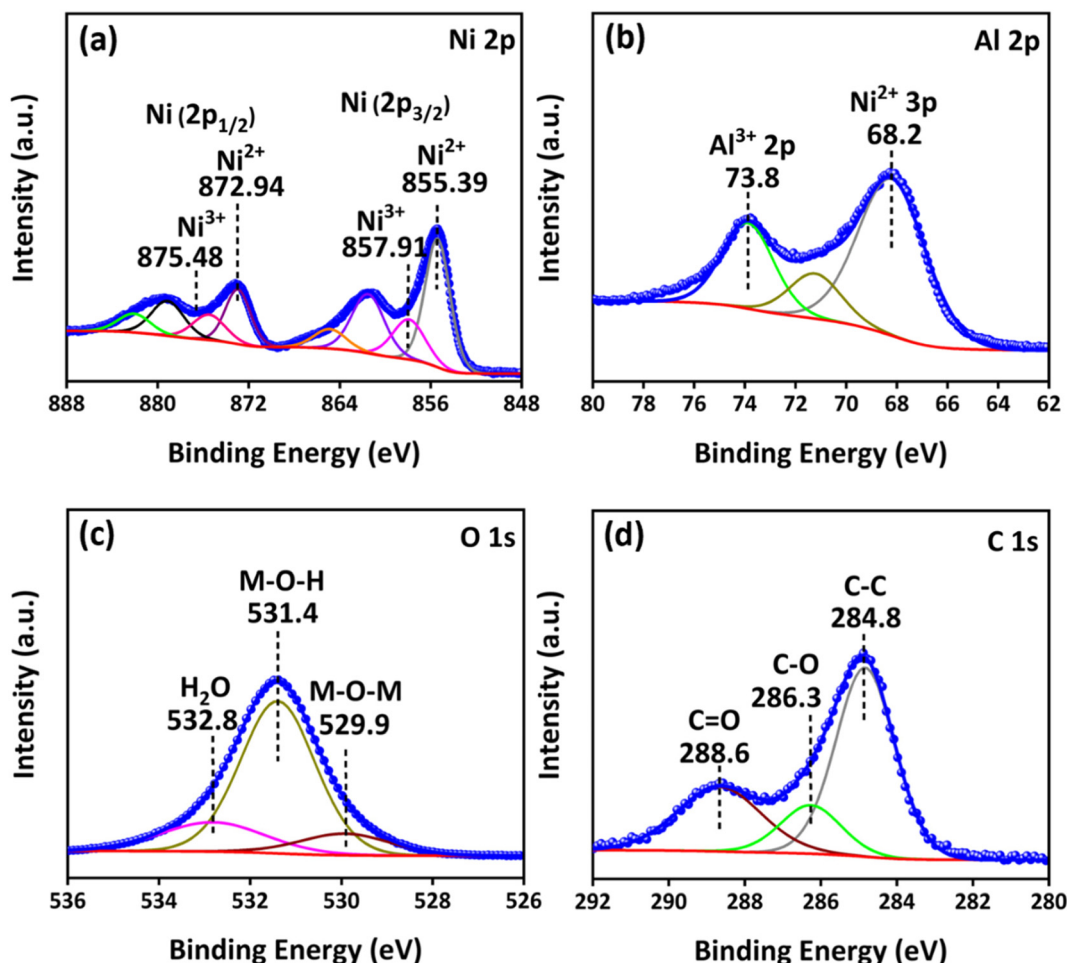 (a)
Ni 2p
Ni (2p1/2)
Ni (2p3/2)
Ni2+
872.94
Ni2+
855.39
Ni3+
875.48
Ni3+
857.91
Intensity (a.u.)
888 880 872 864 856 848
Binding Energy (eV)
(b)
Al 2p
Ni2+ 3p
68.2
Al3+ 2p
73.8
Intensity (a.u.)
80 78 76 74 72 70 68 66 64 62
Binding Energy (eV)
(c)
O 1s
M-O-H
531.4
H2O
532.8
M-O-M
529.9
Intensity (a.u.)
536 534 532 530 528 526
Binding Energy (eV)
(d)
C 1s
C-C
284.8
C-O
286.3
C=O
288.6
Intensity (a.u.)
292 290 288 286 284 282 280
Binding Energy (eV)